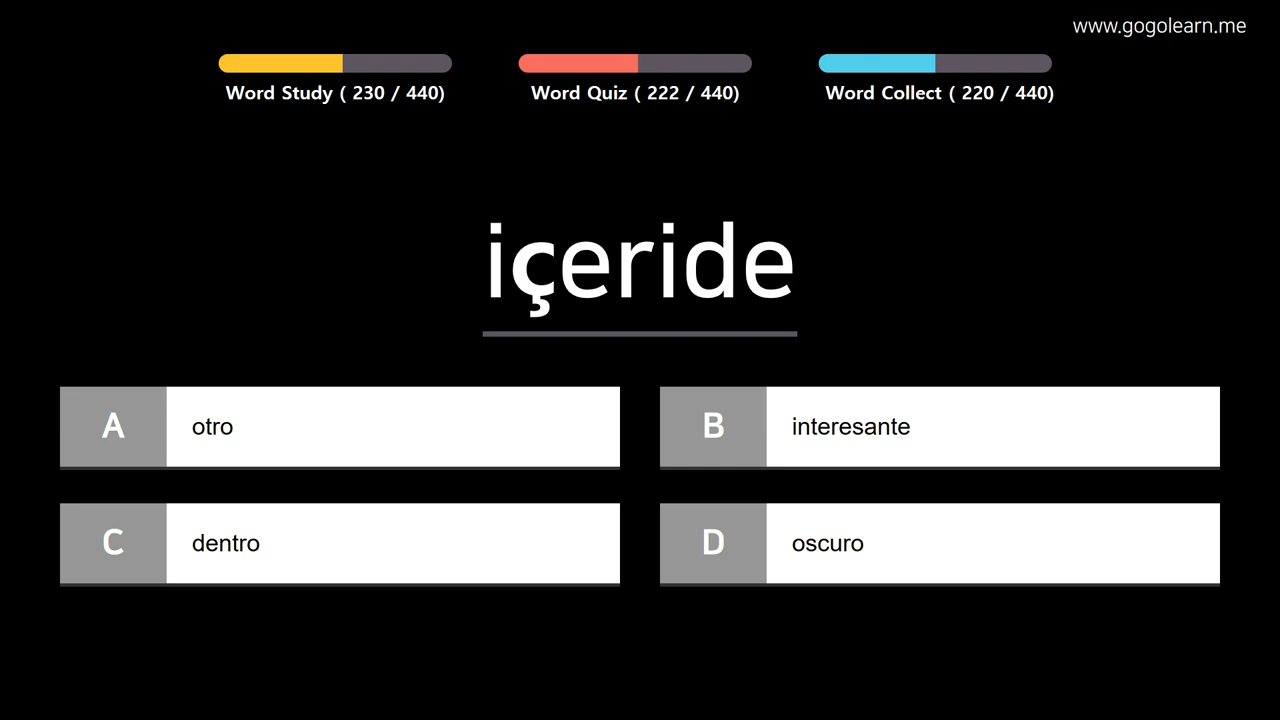 www.gogolearn.me
Word Study ( 230 / 440)
Word Quiz ( 222 / 440)
Word Collect ( 220 / 440)
içeride
A otro
B interesante
C dentro
D oscuro